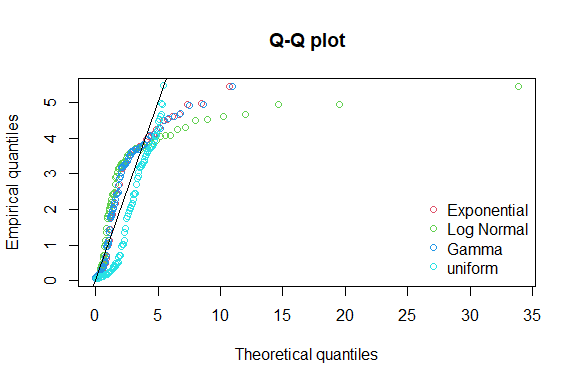 Q-Q plot
Empirical quantiles
5
4
3
2
1
0
Exponential
Log Normal
Gamma
uniform
0 5 10 15 20 25 30 35
Theoretical quantiles